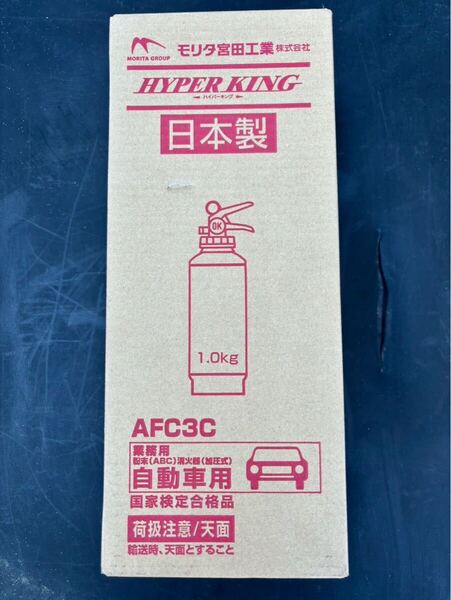 MORITA GROUP
モリタ宮田工業株式会社
HYPER KING
ハイパーキング
日本製
OK
1.0kg
AFC3C
業務用
粉末(ABC)消火器(加圧式)
自動車用
国家検定合格品
荷扱注意/天面
輸送時、天面とすること